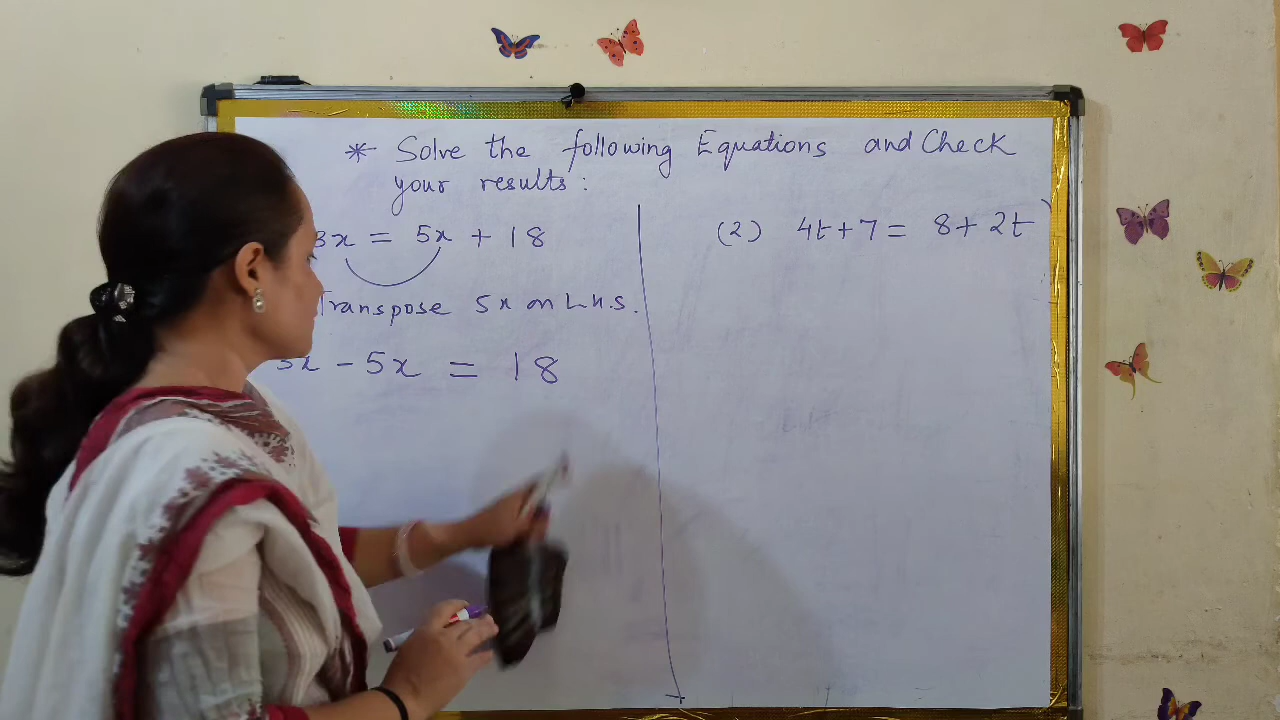 * Solve the following Equations and Check
your results:
3x = 5x + 18
Transpose 5x on L.H.S.
3x - 5x = 18
(2) 4t + 7 = 8 + 2t